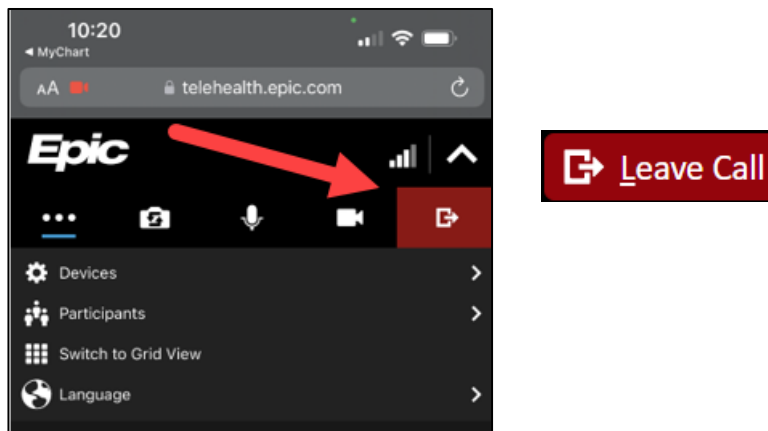 10:20
◀ MyChart
AA telehealth.epic.com
Epic
Devices
Participants
Switch to Grid View
Language
Leave Call